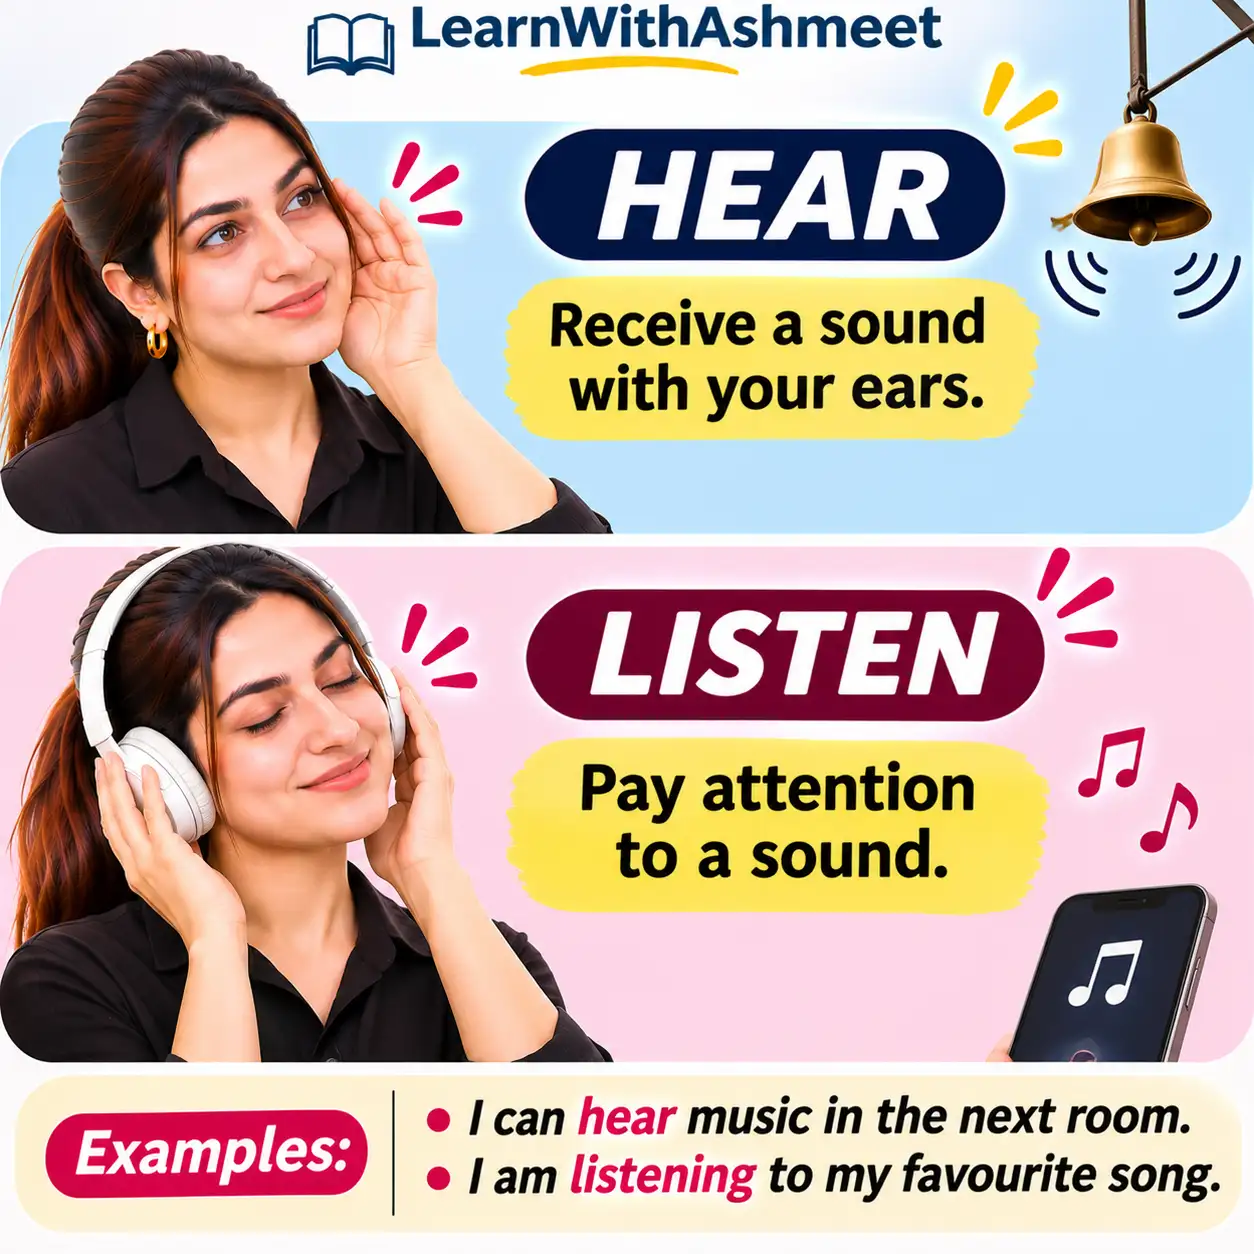 LearnWithAshmeet
HEAR
Receive a sound
with your ears.
LISTEN
Pay attention
to a sound.
Examples:
• I can hear music in the next room.
• I am listening to my favourite song.